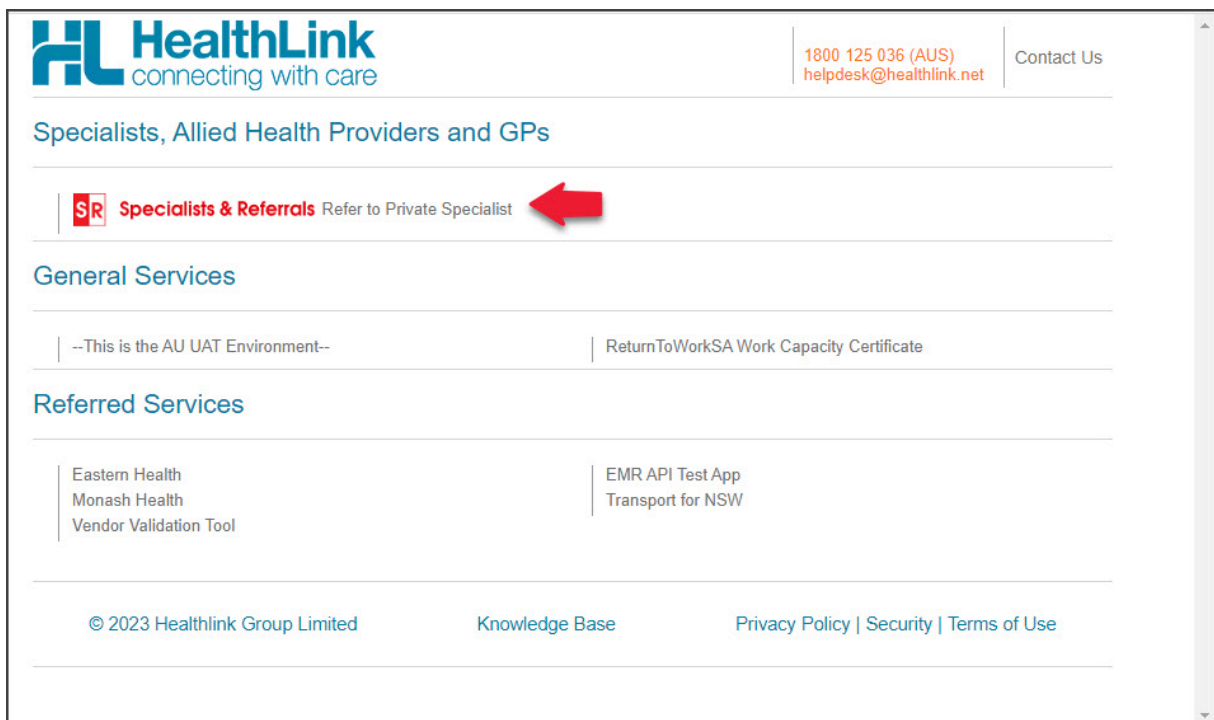 HL HealthLink
connecting with care
1800 125 036 (AUS)
helpdesk@healthlink.net
Contact Us
Specialists, Allied Health Providers and GPs
SR Specialists & Referrals Refer to Private Specialist
General Services
--This is the AU UAT Environment--
ReturnToWorkSA Work Capacity Certificate
Referred Services
Eastern Health
Monash Health
Vendor Validation Tool
EMR API Test App
Transport for NSW
© 2023 Healthlink Group Limited
Knowledge Base
Privacy Policy | Security | Terms of Use